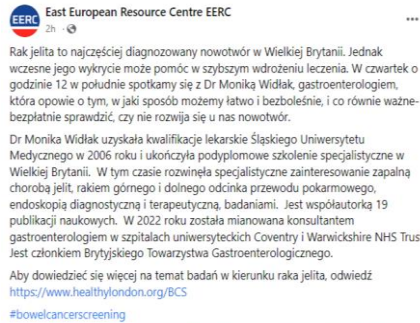 EERC
East European Resource Centre EERC
2h ·
Rak jelita to najczęściej diagnozowany nowotwór w Wielkiej Brytanii. Jednak
wczesne jego wykrycie może pomóc w szybszym wdrożeniu leczenia. W czwartek o
godzinie 12 w południe spotkamy się z Dr Moniką Widłak, gastroenterologiem,
która opowie o tym, w jaki sposób możemy łatwo i bezboleśnie, i co równie ważne-
bezpłatnie sprawdzić, czy nie rozwija się u nas nowotwór.
Dr Monika Widłak uzyskała kwalifikacje lekarskie Śląskiego Uniwersytetu
Medycznego w 2006 roku i ukończyła podyplomowe szkolenie specjalistyczne w
Wielkiej Brytanii. W tym czasie rozwinęła specjalistyczne zainteresowanie zapalną
chorobą jelit, rakiem górnego i dolnego odcinka przewodu pokarmowego,
endoskopią diagnostyczną i terapeutyczną, badaniami. Jest współautorką 19
publikacji naukowych. W 2022 roku została mianowana konsultantem
gastroenterologiem w szpitalach uniwersyteckich Coventry i Warwickshire NHS Trus
Jest członkiem Brytyjskiego Towarzystwa Gastroenterologicznego.
Aby dowiedzieć się więcej na temat badań w kierunku raka jelita, odwiedź
https://www.healthylondon.org/BCS
#bowelcancerscreening